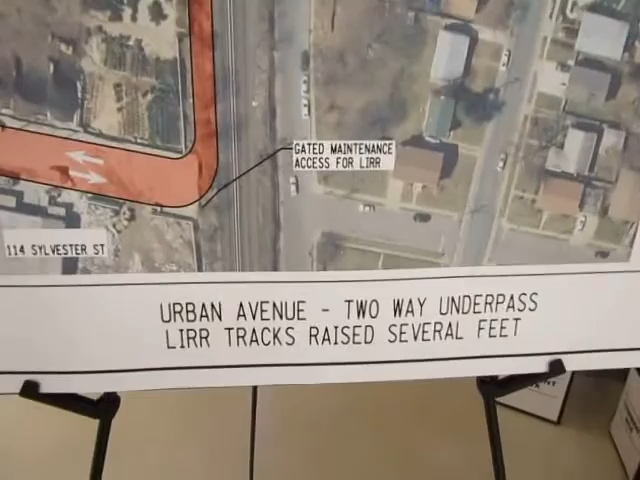 GATED MAINTENANCE
ACCESS FOR LIRR
114 SYLVESTER ST
URBAN AVENUE - TWO WAY UNDERPASS
LIRR TRACKS RAISED SEVERAL FEET